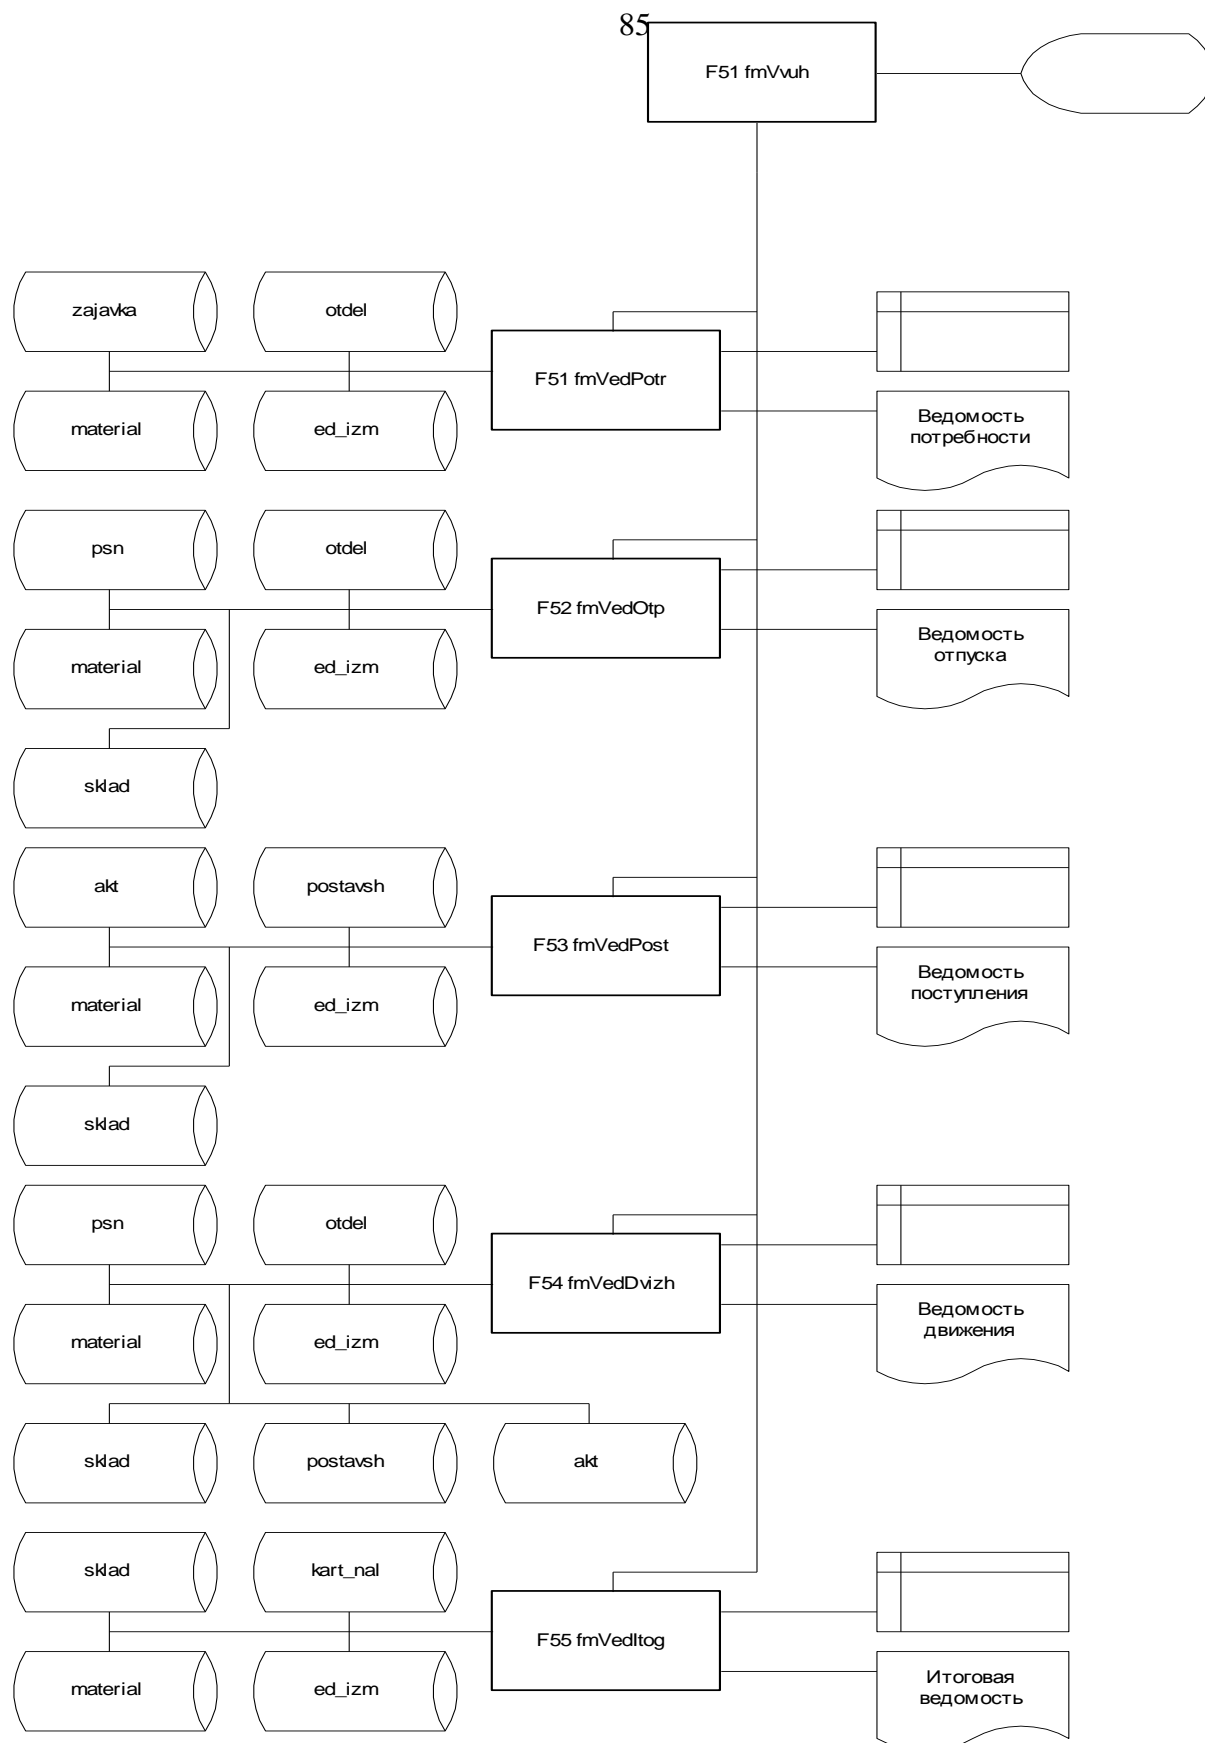 85
F51 fmVvuh
zajavka
otdel
F51 fmVedPotr
material
ed_izm
Ведомость
потребности
psn
otdel
F52 fmVedOtp
material
ed_izm
Ведомость
отпуска
sklad
akt
postavsh
F53 fmVedPost
material
ed_izm
Ведомость
поступления
sklad
psn
otdel
F54 fmVedDvizh
material
ed_izm
Ведомость
движения
sklad
postavsh
akt
sklad
kart_nal
F55 fmVedItog
material
ed_izm
Итоговая
ведомость